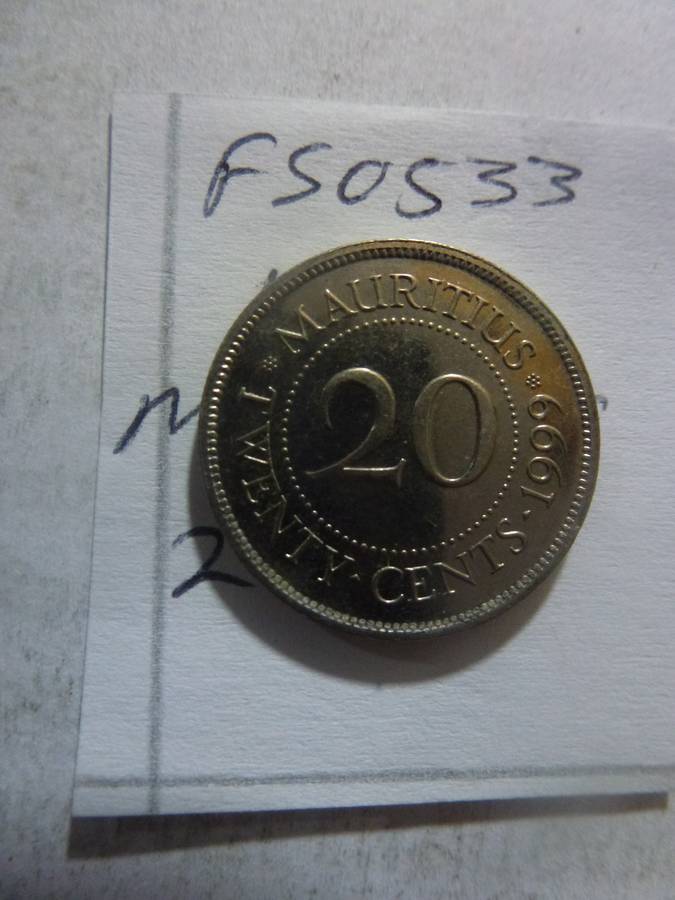 FS0533
MAURITIUS
20
TWENTY CENTS 1999
2